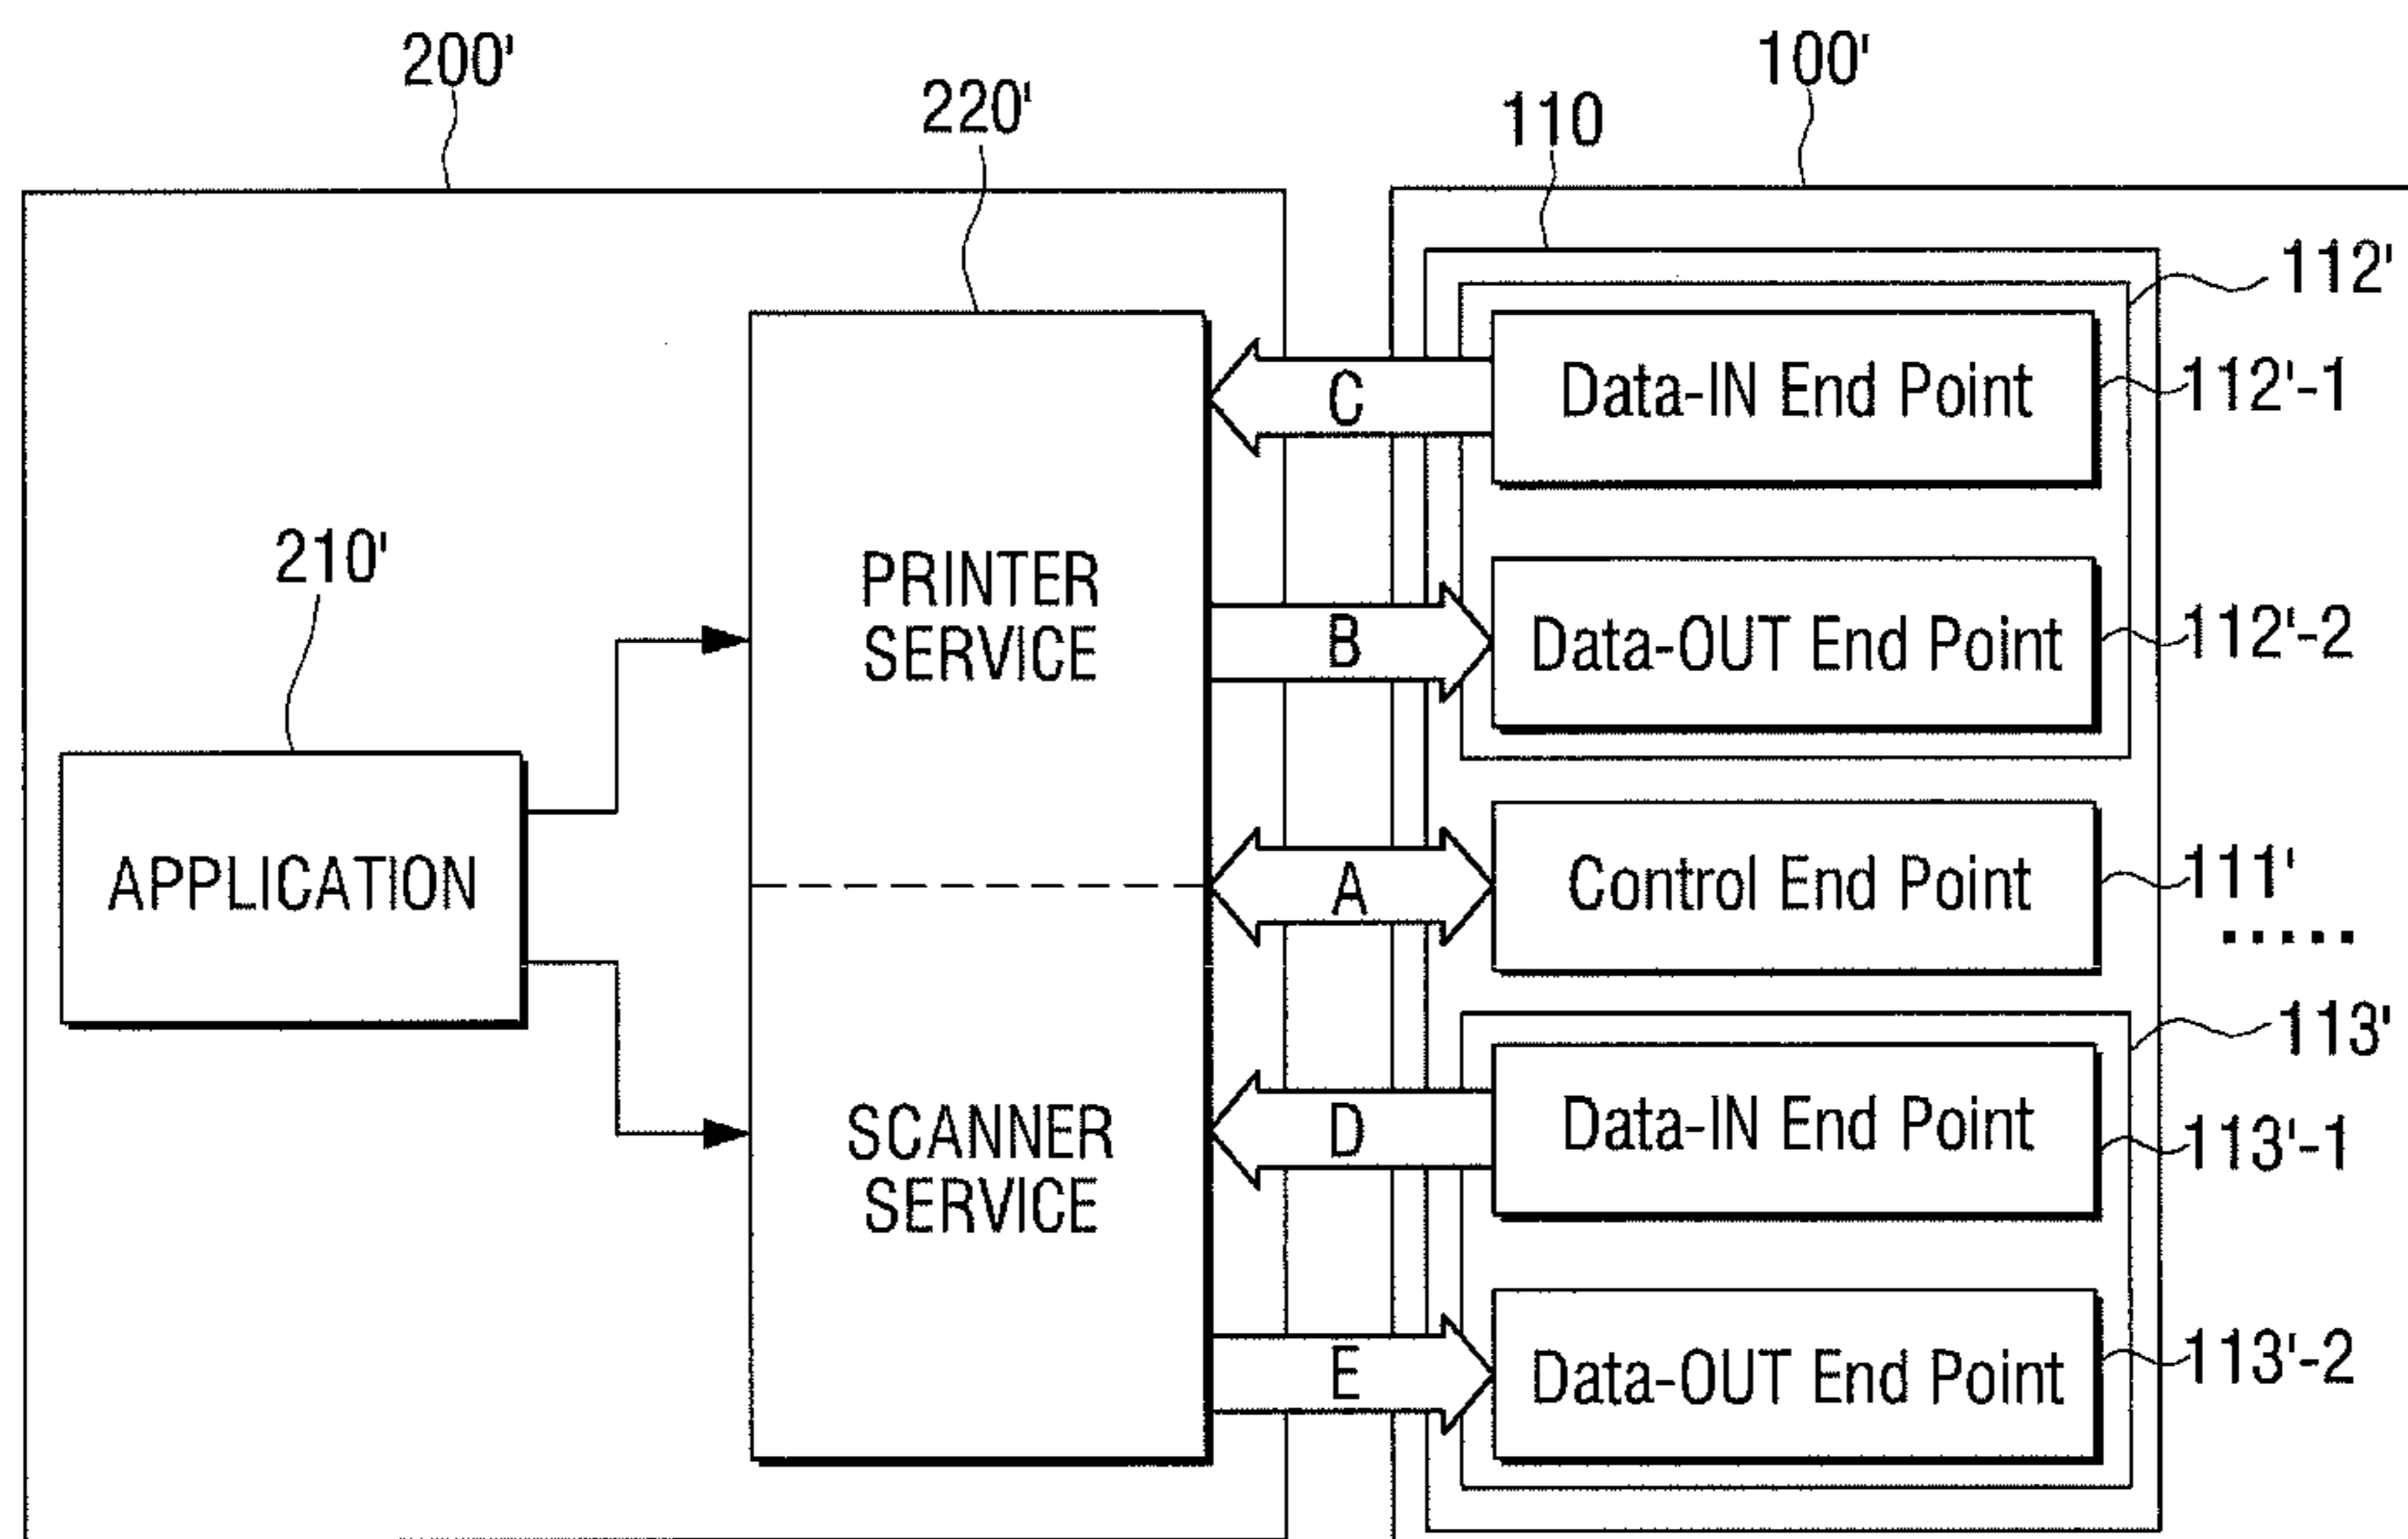 200'
100'
220'
110
112'
C
Data-IN End Point
112'-1
210'
PRINTER
SERVICE
B
Data-OUT End Point
112'-2
APPLICATION
A
Control End Point
111'
.....
113'
SCANNER
SERVICE
D
Data-IN End Point
113'-1
E
Data-OUT End Point
113'-2